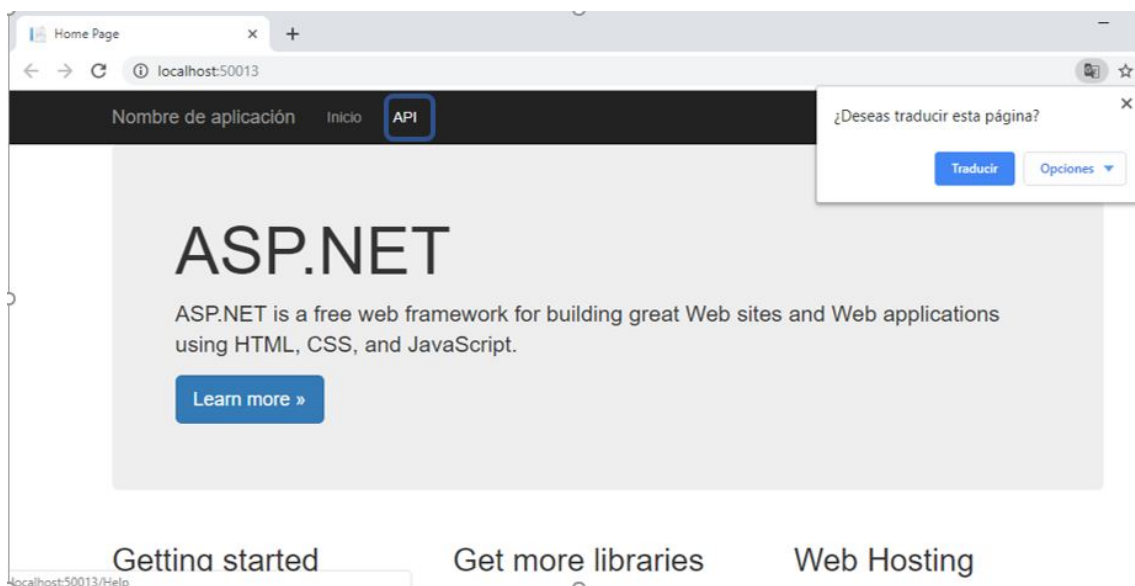 Home Page
localhost:50013
Nombre de aplicación Inicio API
¿Deseas traducir esta página?
Traducir Opciones
ASP.NET
ASP.NET is a free web framework for building great Web sites and Web applications
using HTML, CSS, and JavaScript.
Learn more »
Getting started Get more libraries Web Hosting
localhost:50013/Help